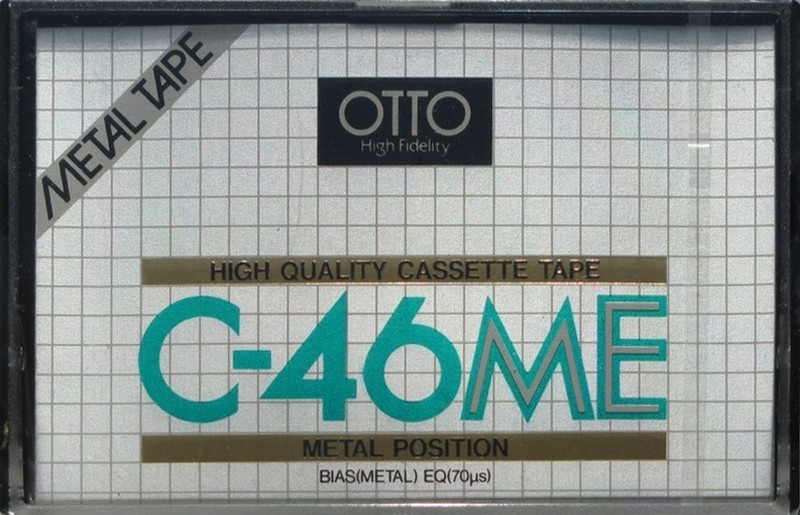 METAL TAPE
OTTO
High Fidelity
HIGH QUALITY CASSETTE TAPE
C-46ME
METAL POSITION
BIAS(METAL) EQ(70µs)